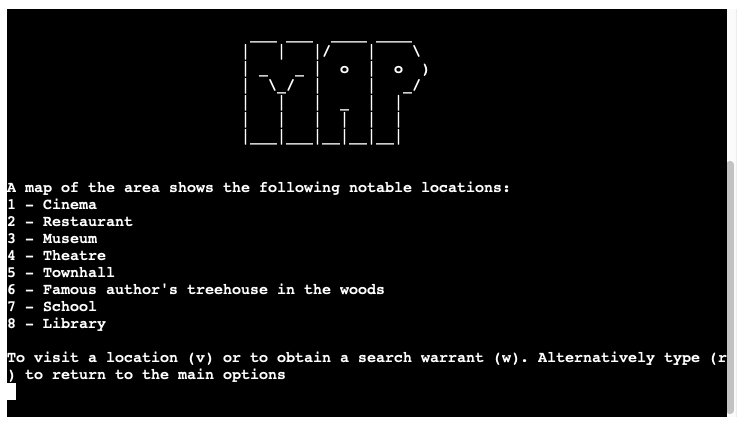 MAP
A map of the area shows the following notable locations:
1 - Cinema
2 - Restaurant
3 - Museum
4 - Theatre
5 - Townhall
6 - Famous author's treehouse in the woods
7 - School
8 - Library
To visit a location (v) or to obtain a search warrant (w). Alternatively type (r
) to return to the main options